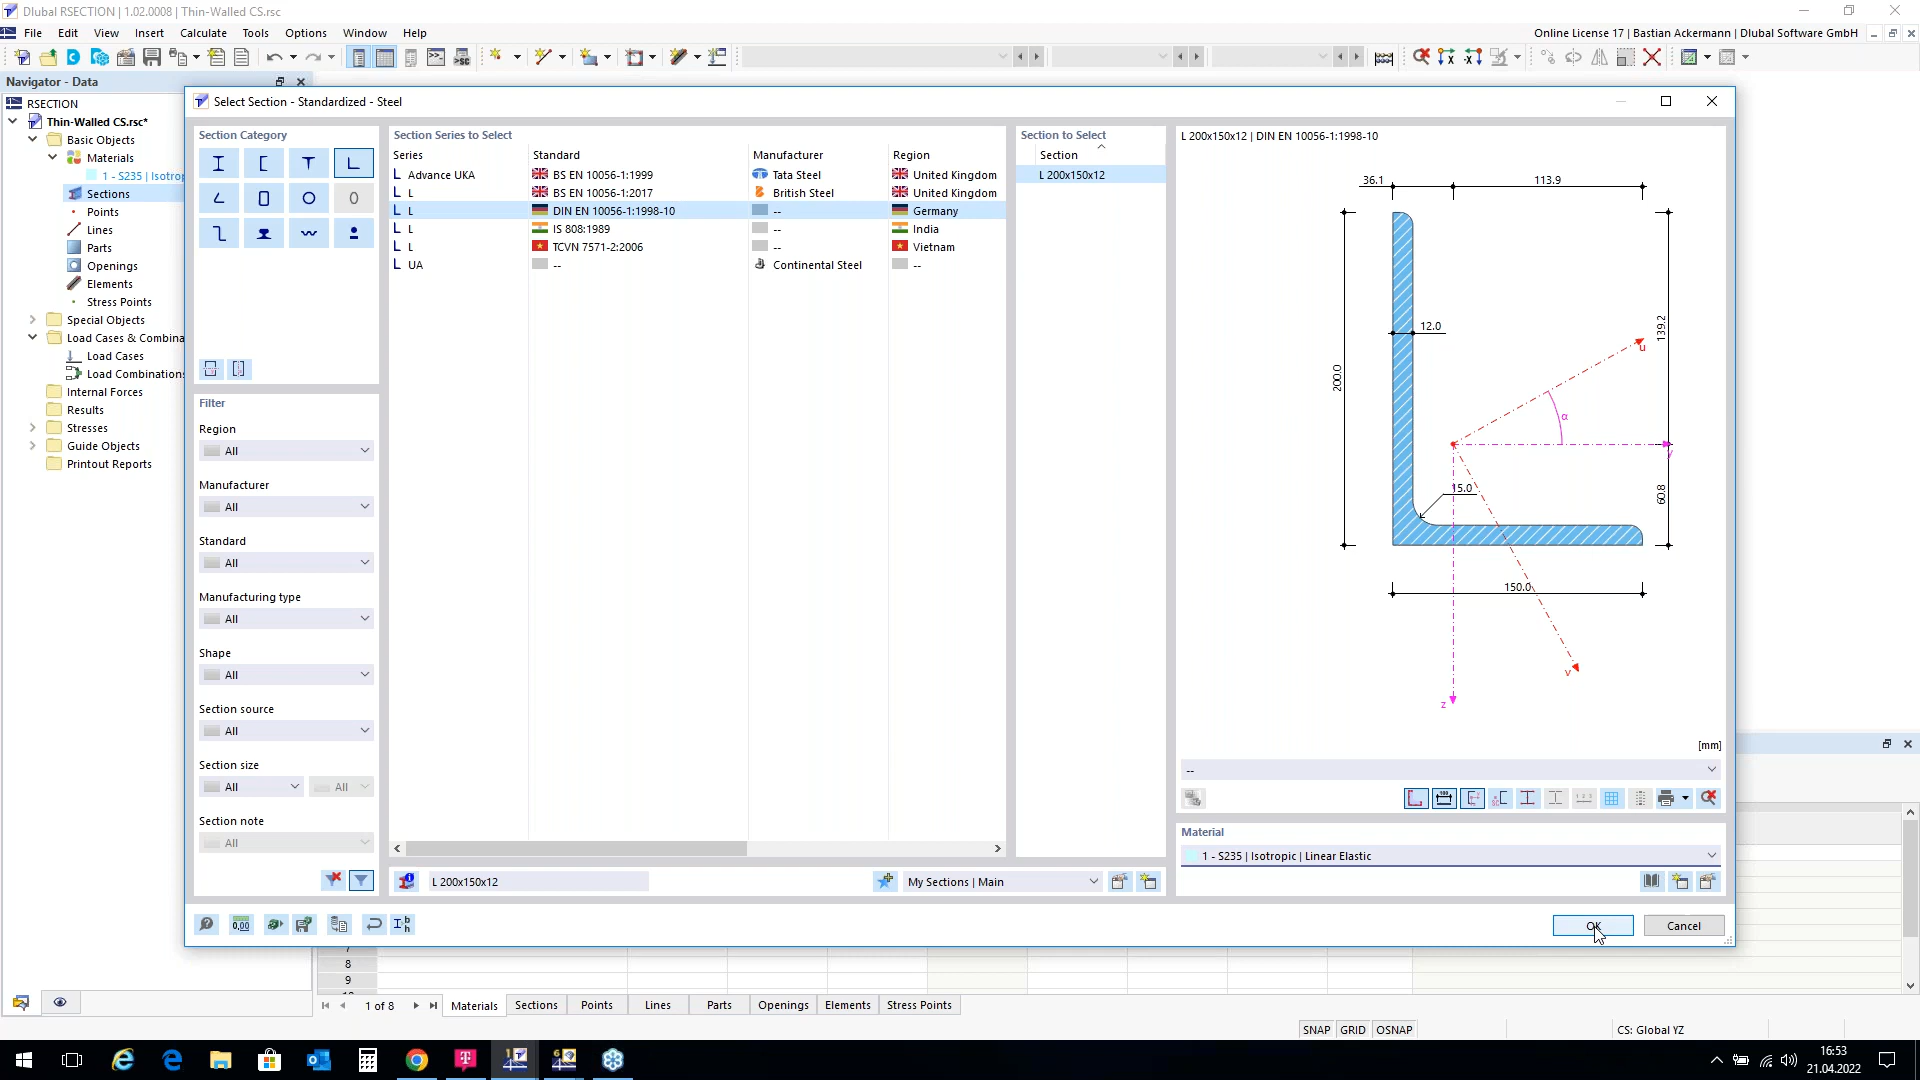 Dlubal RSECTION | 1.02.0008 | Thin-Walled CS.rsc
File Edit View Insert Calculate Tools Options Window Help
Online License 17 | Bastian Ackermann | Dlubal Software GmbH
Navigator - Data
RSECTION
Thin-Walled CS.rsc*
Basic Objects
Materials
1 - S235 | Isotrop
Sections
Points
Lines
Parts
Openings
Elements
Stress Points
Special Objects
Load Cases & Combina
Load Cases
Load Combinations
Internal Forces
Results
Stresses
Guide Objects
Printout Reports
Select Section - Standardized - Steel
Section Category
Filter
Region
All
Manufacturer
All
Standard
All
Manufacturing type
All
Shape
All
Section source
All
Section size
All All
Section note
All
Section Series to Select
Series Standard Manufacturer Region
Advance UKA BS EN 10056-1:1999 Tata Steel United Kingdom
L BS EN 10056-1:2017 British Steel United Kingdom
L DIN EN 10056-1:1998-10 -- Germany
L IS 808:1989 -- India
L TCVN 7571-2:2006 -- Vietnam
UA -- Continental Steel --
L 200x150x12
My Sections | Main
Section to Select
Section
L 200x150x12
L 200x150x12 | DIN EN 10056-1:1998-10
36.1 113.9
12.0
139.2
200.0
u
α
y
15.0
60.8
150.0
v
z
[mm]
--
Material
1 - S235 | Isotropic | Linear Elastic
0,00
OK Cancel
7
8
9
1 of 8 Materials Sections Points Lines Parts Openings Elements Stress Points
SNAP GRID OSNAP CS: Global YZ
16:53
21.04.2022